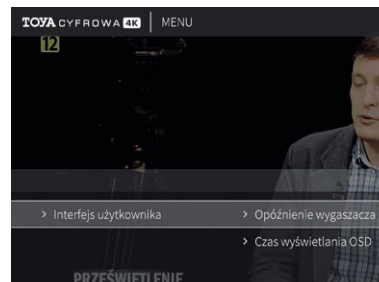 TOYA CYFROWA 4K | MENU
12
> Interfejs użytkownika
> Opóźnienie wygaszacza
> Czas wyświetlania OSD
PRZEŚWIETLENIE